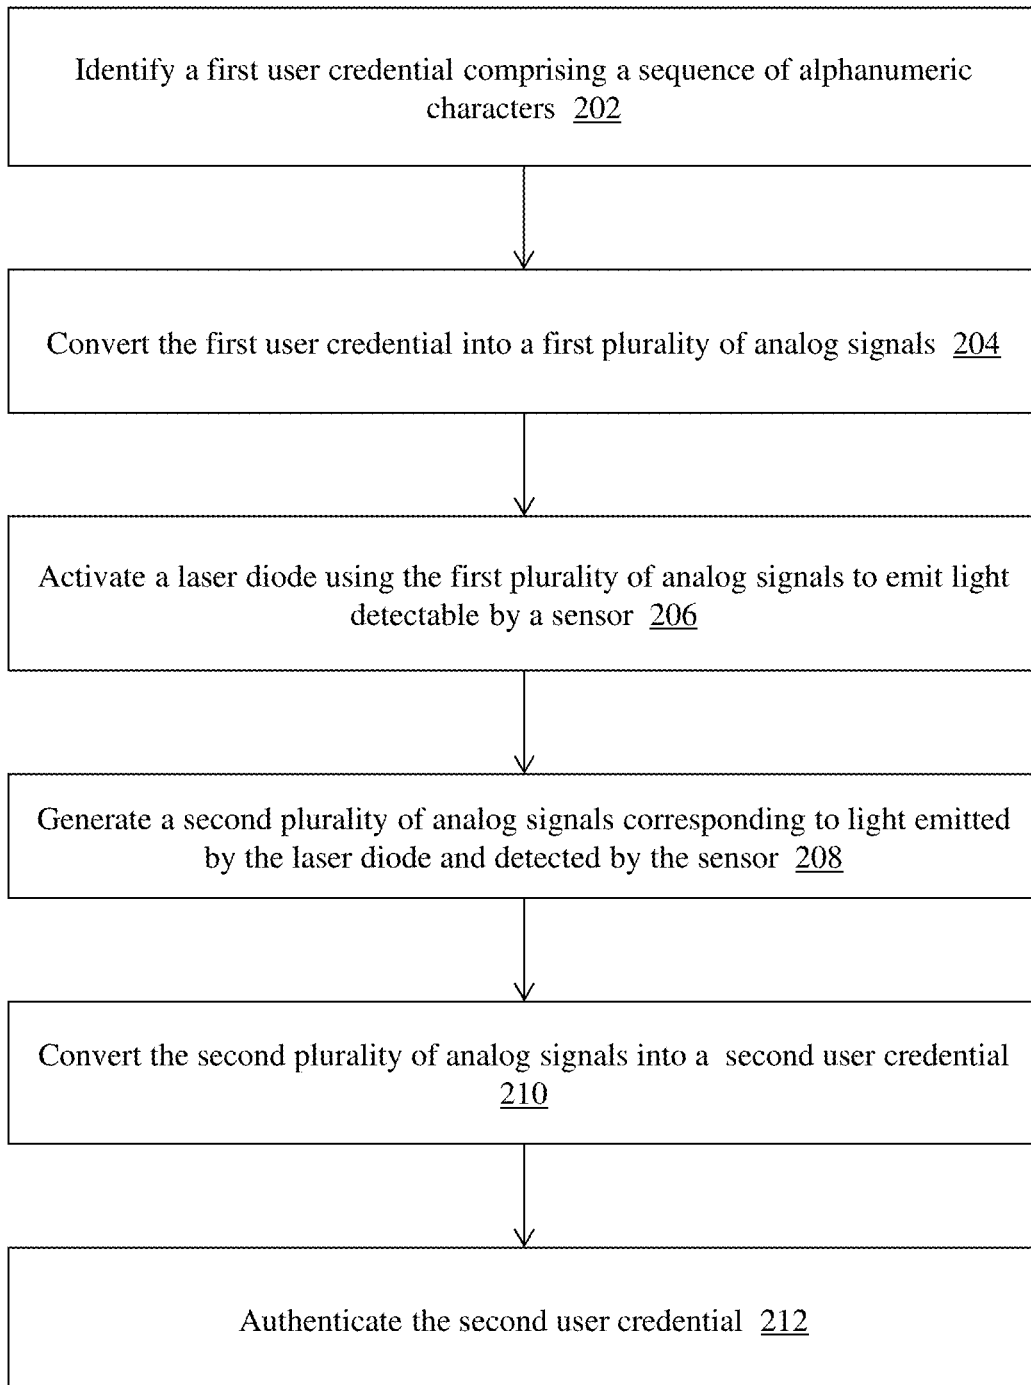 Identify a first user credential comprising a sequence of alphanumeric
characters 202
Convert the first user credential into a first plurality of analog signals 204
Activate a laser diode using the first plurality of analog signals to emit light
detectable by a sensor 206
Generate a second plurality of analog signals corresponding to light emitted
by the laser diode and detected by the sensor 208
Convert the second plurality of analog signals into a second user credential
210
Authenticate the second user credential 212